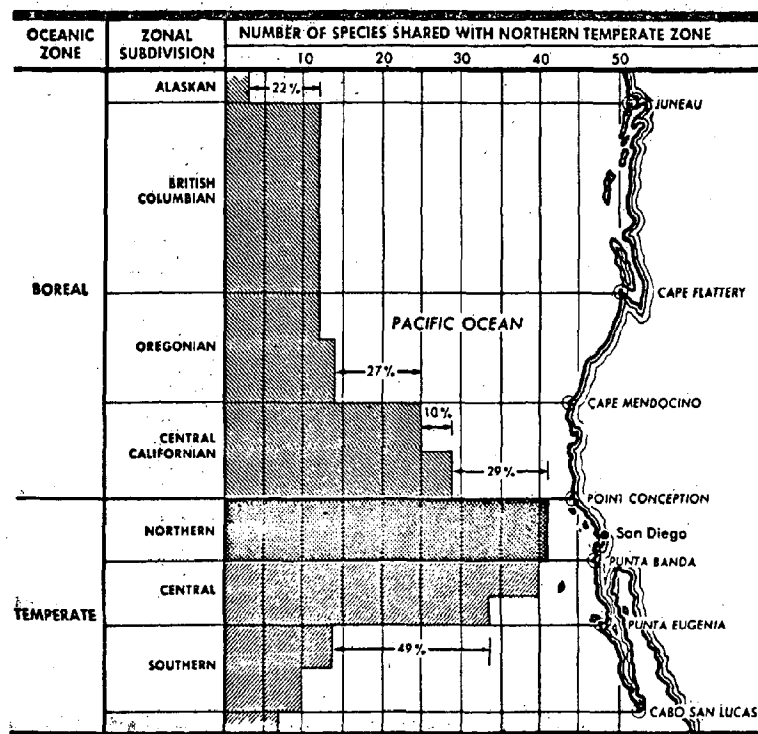 OCEANIC ZONE
ZONAL SUBDIVISION
NUMBER OF SPECIES SHARED WITH NORTHERN TEMPERATE ZONE
10 20 30 40 50
ALASKAN
22%
JUNEAU
BRITISH
COLUMBIAN
BOREAL
CAPE FLATTERY
PACIFIC OCEAN
OREGONIAN
27%
CAPE MENDOCINO
10%
CENTRAL
CALIFORNIAN
29%
POINT CONCEPTION
NORTHERN
San Diego
PUNTA BANDA
CENTRAL
TEMPERATE
PUNTA EUGENIA
49%
SOUTHERN
CABO SAN LUCAS